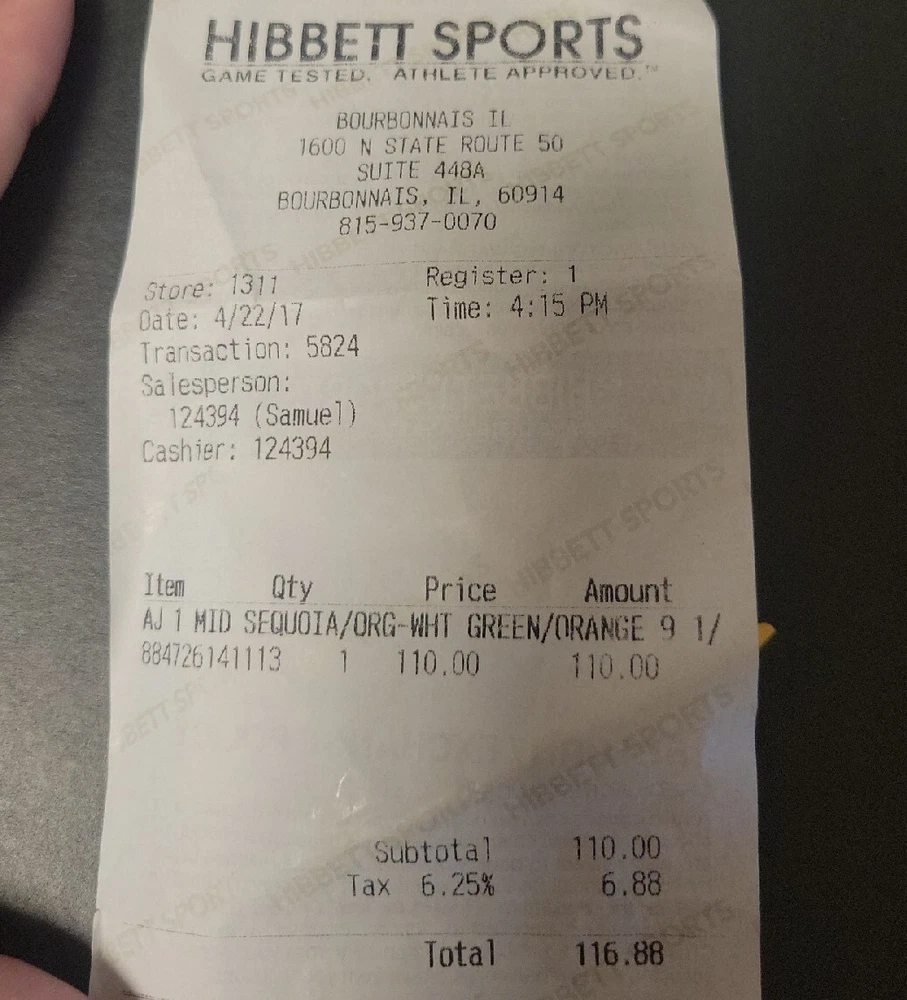 HIBBETT SPORTS
GAME TESTED. ATHLETE APPROVED.™
BOURBONNAIS IL
1600 N STATE ROUTE 50
SUITE 448A
BOURBONNAIS, IL, 60914
815-937-0070
Store: 1311 Register: 1
Date: 4/22/17 Time: 4:15 PM
Transaction: 5824
Salesperson:
124394 (Samuel)
Cashier: 124394
Item Qty Price Amount
AJ 1 MID SEQUOIA/ORG-WHT GREEN/ORANGE 9 1/
884726141113 1 110.00 110.00
Subtotal 110.00
Tax 6.25% 6.88
Total 116.88